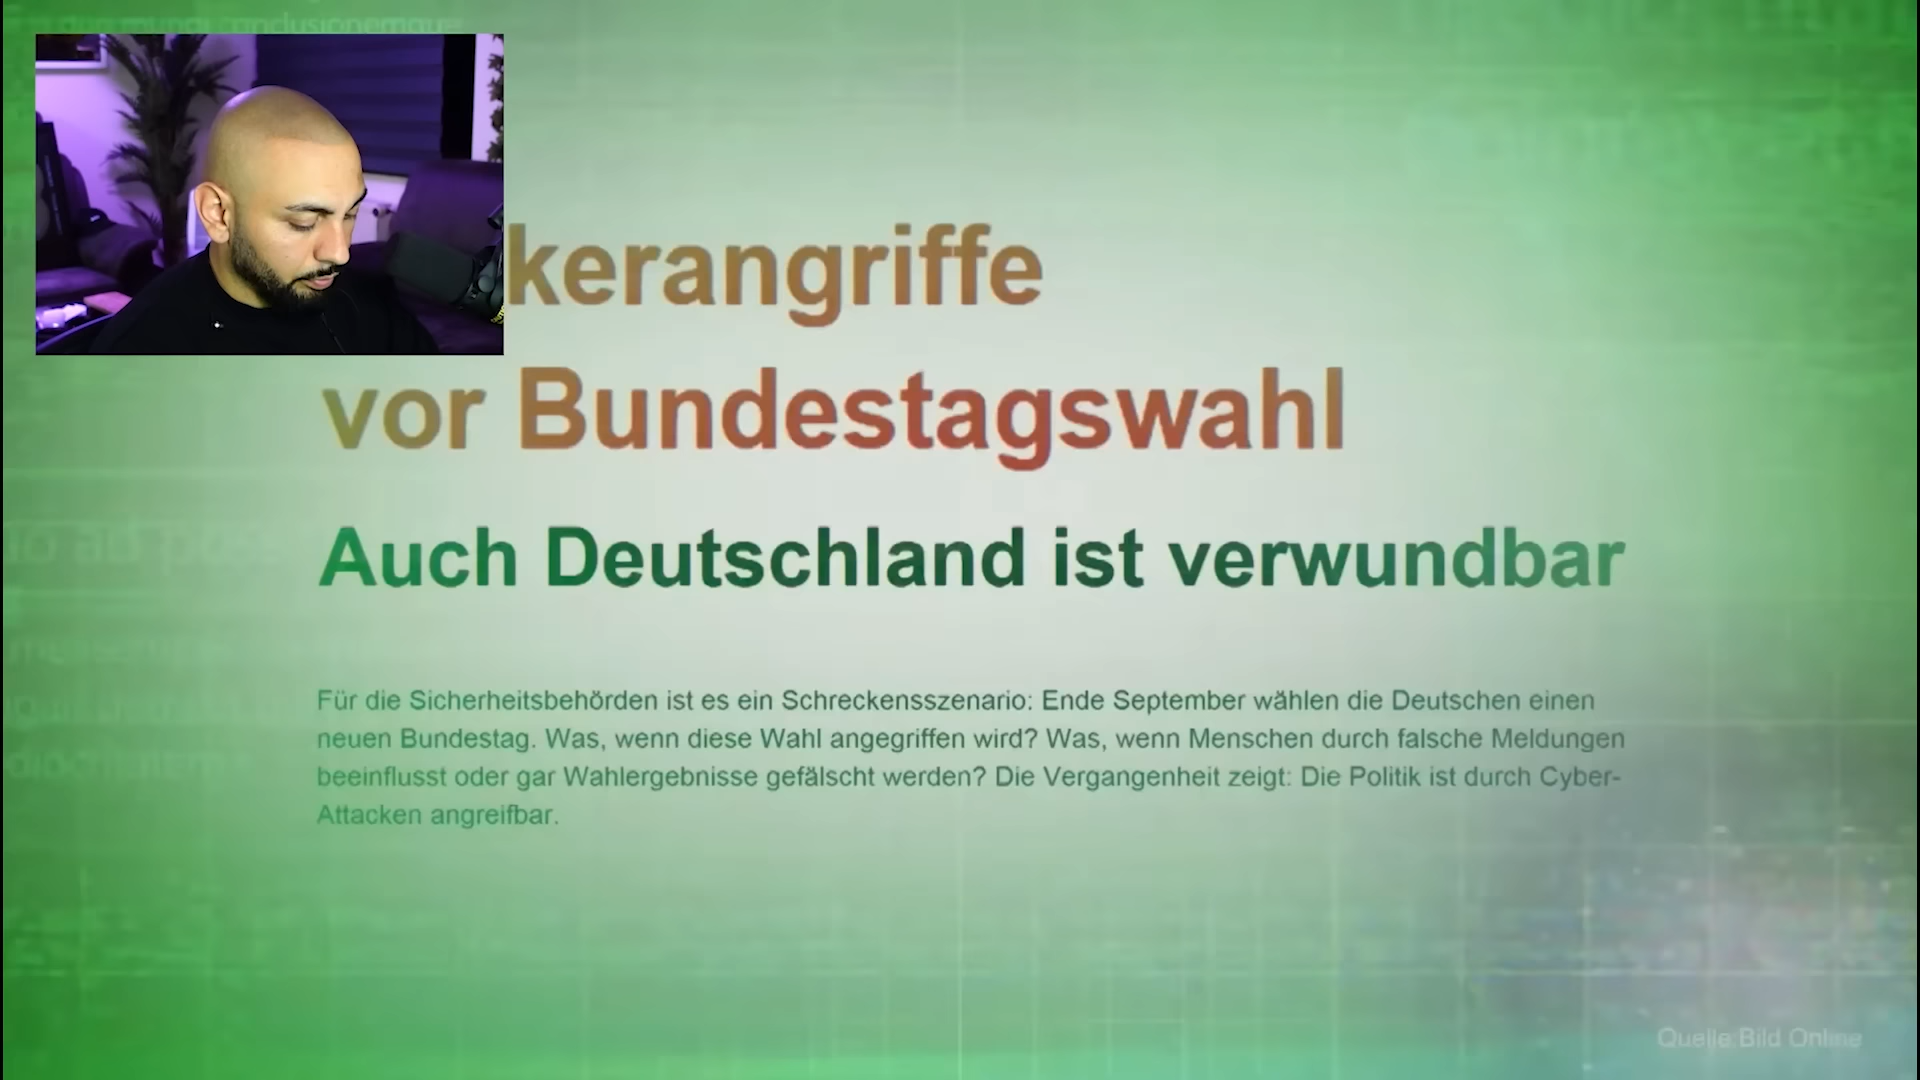 kerangriffe
vor Bundestagswahl
Auch Deutschland ist verwundbar
Für die Sicherheitsbehörden ist es ein Schreckensszenario: Ende September wählen die Deutschen einen
neuen Bundestag. Was, wenn diese Wahl angegriffen wird? Was, wenn Menschen durch falsche Meldungen
beeinflusst oder gar Wahlergebnisse gefälscht werden? Die Vergangenheit zeigt: Die Politik ist durch Cyber-
Attacken angreifbar.
Quelle:Bild Online